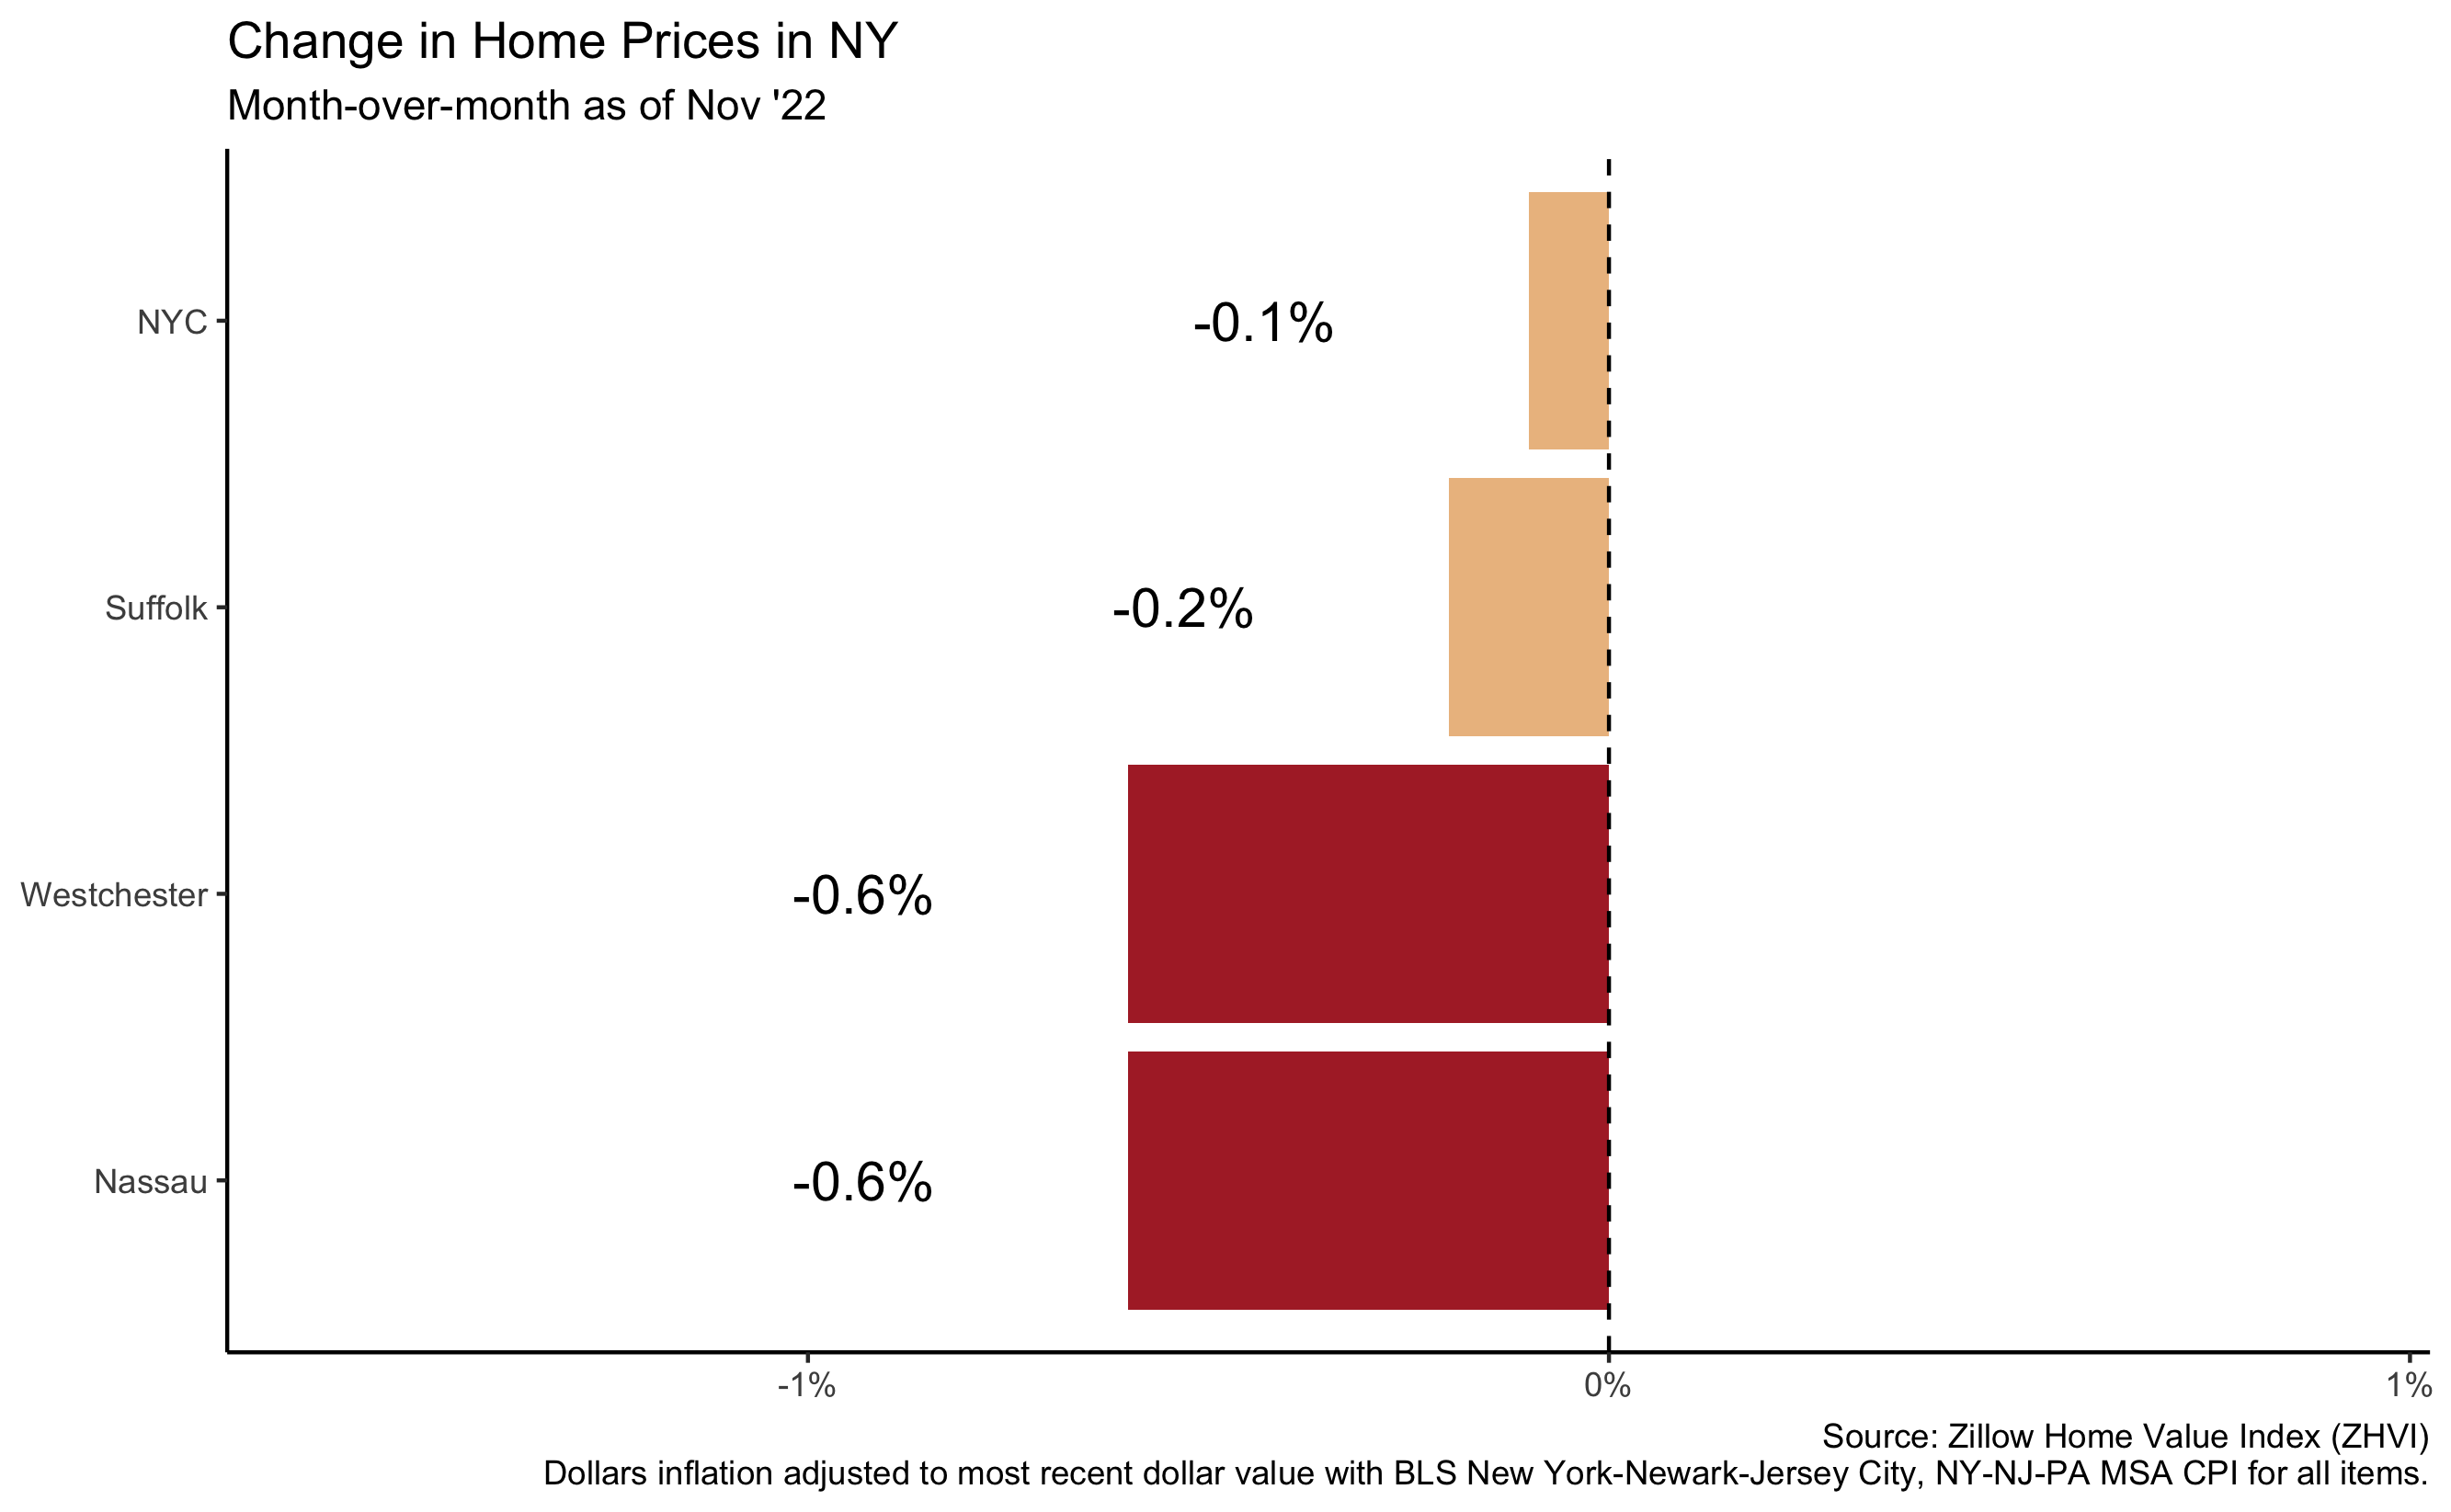 Change in Home Prices in NY
Month-over-month as of Nov '22
NYC
-0.1%
Suffolk
-0.2%
Westchester
-0.6%
Nassau
-0.6%
-1%
0%
1%
Source: Zillow Home Value Index (ZHVI)
Dollars inflation adjusted to most recent dollar value with BLS New York-Newark-Jersey City, NY-NJ-PA MSA CPI for all items.